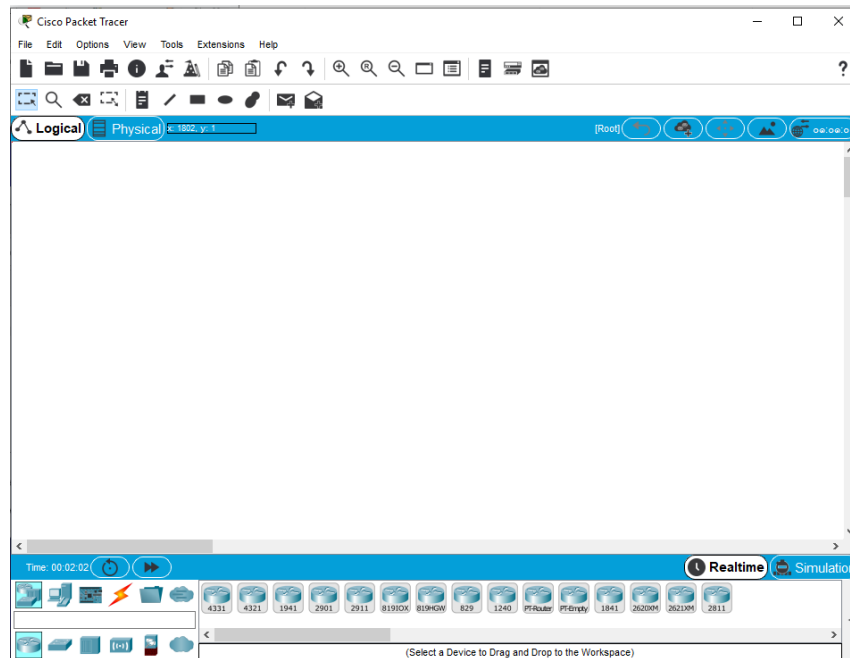 Cisco Packet Tracer
File Edit Options View Tools Extensions Help
?
Logical Physical x: 1802, y: 1 [Root]
Time: 00:02:02 Realtime Simulation
4331 4321 1941 2901 2911 819IOX 819HGW 829 1240 PT-Router PT-Empty 1841 2620XM 2621XM 2811
(Select a Device to Drag and Drop to the Workspace)